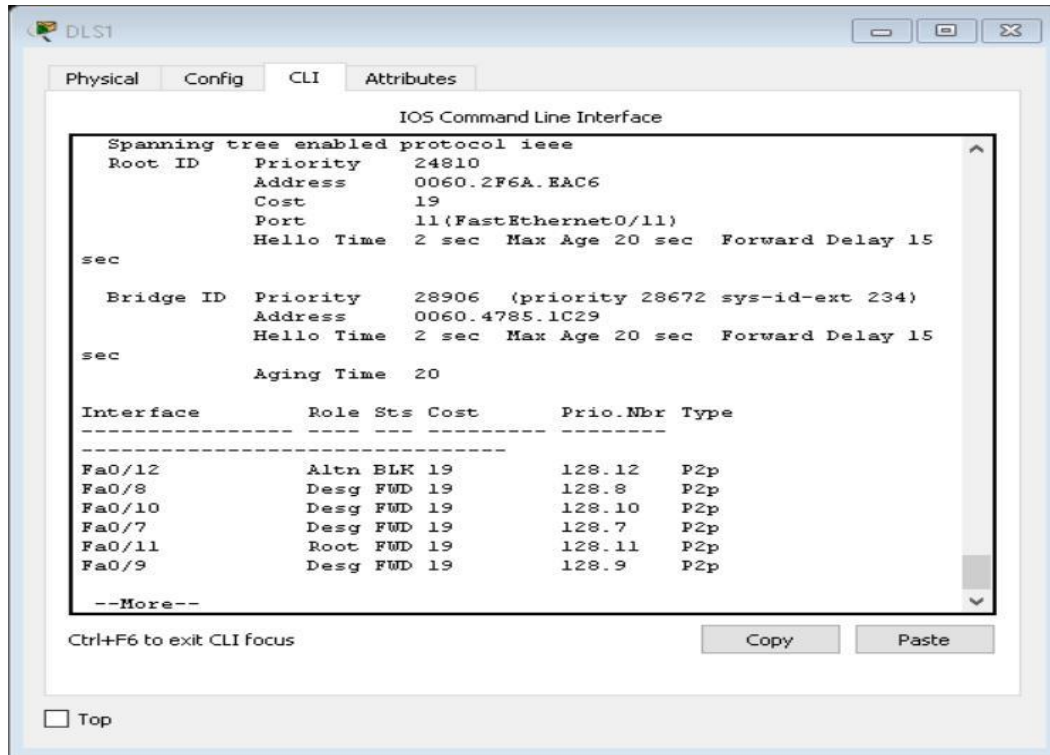 DLS1
Physical Config CLI Attributes
IOS Command Line Interface
Spanning tree enabled protocol ieee
Root ID Priority 24810
Address 0060.2F6A.EAC6
Cost 19
Port 11(FastEthernet0/11)
Hello Time 2 sec Max Age 20 sec Forward Delay 15
sec
Bridge ID Priority 28906 (priority 28672 sys-id-ext 234)
Address 0060.4785.1C29
Hello Time 2 sec Max Age 20 sec Forward Delay 15
sec
Aging Time 20
Interface Role Sts Cost Prio.Nbr Type
---------------- ---- --- --------- --------
--------------------------------
Fa0/12 Altn BLK 19 128.12 P2p
Fa0/8 Desg FWD 19 128.8 P2p
Fa0/10 Desg FWD 19 128.10 P2p
Fa0/7 Desg FWD 19 128.7 P2p
Fa0/11 Root FWD 19 128.11 P2p
Fa0/9 Desg FWD 19 128.9 P2p
--More--
Ctrl+F6 to exit CLI focus
Copy Paste
Top